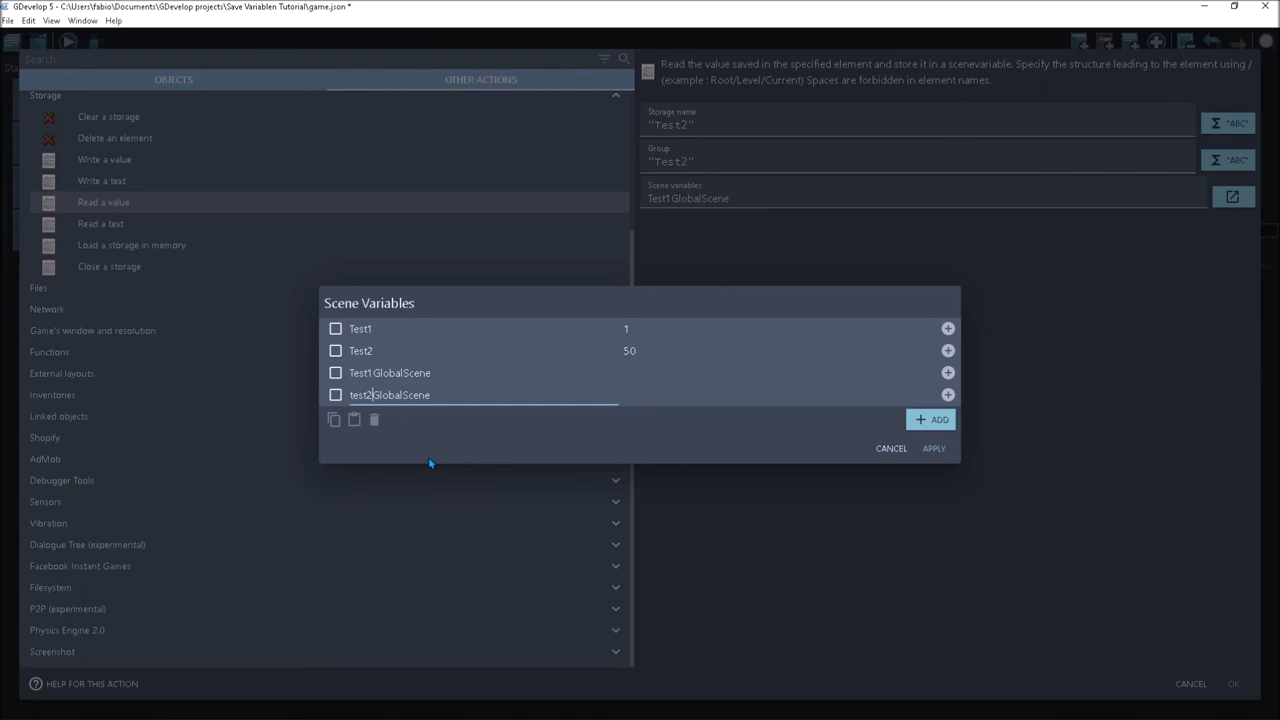 GDevelop 5 - C:\Users\fabio\Documents\GDevelop projects\Save Variablen Tutorial\game.json *
File Edit View Window Help
Search
OBJECTS OTHER ACTIONS
Storage
Clear a storage
Delete an element
Write a value
Write a text
Read a value
Read a text
Load a storage in memory
Close a storage
Files
Network
Game's window and resolution
Functions
External layouts
Inventories
Linked objects
Shopify
AdMob
Debugger Tools
Sensors
Vibration
Dialogue Tree (experimental)
Facebook Instant Games
Filesystem
P2P (experimental)
Physics Engine 2.0
Screenshot
HELP FOR THIS ACTION
Read the value saved in the specified element and store it in a scenevariable. Specify the structure leading to the element using /
(example : Root/Level/Current) Spaces are forbidden in element names.
Storage name
"Test2"
Σ "ABC"
Group
"Test2"
Σ "ABC"
Scene variables
Test1GlobalScene
Scene Variables
Test1 1
Test2 50
Test1GlobalScene
test2GlobalScene
+ ADD
CANCEL APPLY
CANCEL OK